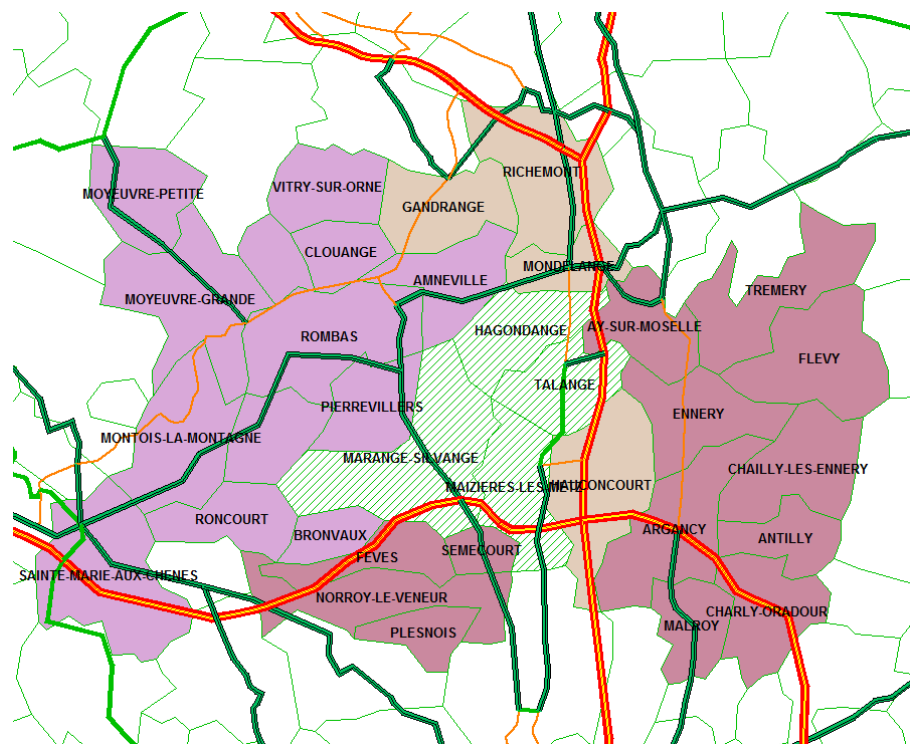 RICHEMONT
MOYEUVRE-PETITE
VITRY-SUR-ORNE
GANDRANGE
CLOUANGE
MONDELANGE
AMNEVILLE
TREMERY
MOYEUVRE-GRANDE
AY-SUR-MOSELLE
HAGONDANGE
ROMBAS
FLEVY
TALANGE
PIERREVILLERS
ENNERY
MONTOIS-LA-MONTAGNE
MARANGE-SILVANGE
CHAILLY-LES-ENNERY
HAUCONCOURT
MAIZIERES-LES-METZ
RONCOURT
ARGANCY
BRONVAUX
ANTILLY
SEMECOURT
FEVES
SAINTE-MARIE-AUX-CHENES
NORROY-LE-VENEUR
CHARLY-ORADOUR
MALROY
PLESNOIS